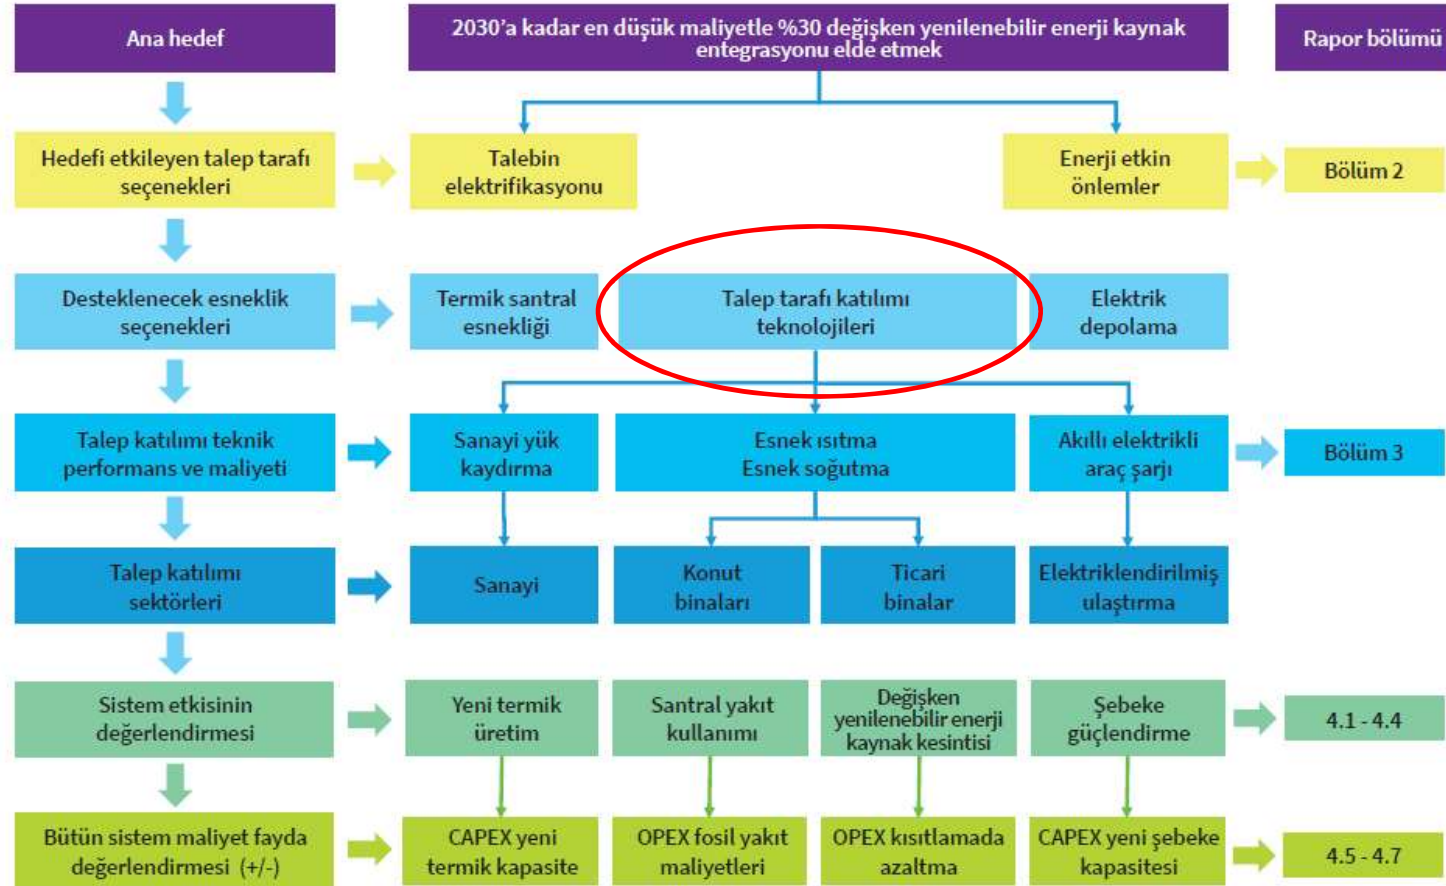 Ana hedef
2030’a kadar en düşük maliyetle %30 değişken yenilenebilir enerji kaynak
entegrasyonu elde etmek
Rapor bölümü
Hedefi etkileyen talep tarafı
seçenekleri
Talebin
elektrifikasyonu
Enerji etkin
önlemler
Bölüm 2
Desteklenecek esneklik
seçenekleri
Termik santral
esnekliği
Talep tarafı katılımı
teknolojileri
Elektrik
depolama
Talep katılımı teknik
performans ve maliyeti
Sanayi yük
kaydırma
Esnek ısıtma
Esnek soğutma
Akıllı elektrikli
araç şarjı
Bölüm 3
Talep katılımı
sektörleri
Sanayi
Konut
binaları
Ticari
binalar
Elektriklendirilmiş
ulaştırma
Sistem etkisinin
değerlendirmesi
Yeni termik
üretim
Santral yakıt
kullanımı
Değişken
yenilenebilir enerji
kaynak kesintisi
Şebeke
güçlendirme
4.1 - 4.4
Bütün sistem maliyet fayda
değerlendirmesi (+/-)
CAPEX yeni
termik kapasite
OPEX fosil yakıt
maliyetleri
OPEX kısıtlamada
azaltma
CAPEX yeni şebeke
kapasitesi
4.5 - 4.7